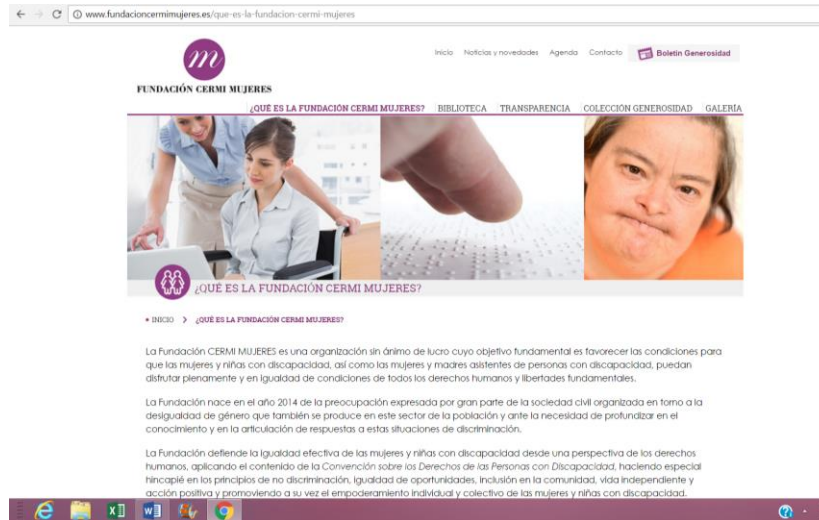 www.fundacioncermimujeres.es/que-es-la-fundacion-cermi-mujeres
m
Inicio Noticias y novedades Agenda Contacto Boletín Generosidad
FUNDACIÓN CERMI MUJERES
¿QUÉ ES LA FUNDACIÓN CERMI MUJERES? BIBLIOTECA TRANSPARENCIA COLECCIÓN GENEROSIDAD GALERÍA
¿QUÉ ES LA FUNDACIÓN CERMI MUJERES?
INICIO > ¿QUÉ ES LA FUNDACIÓN CERMI MUJERES?
La Fundación CERMI MUJERES es una organización sin ánimo de lucro cuyo objetivo fundamental es favorecer las condiciones para
que las mujeres y niñas con discapacidad, así como las mujeres y madres asistentes de personas con discapacidad, puedan
disfrutar plenamente y en igualdad de condiciones de todos los derechos humanos y libertades fundamentales.
La Fundación nace en el año 2014 de la preocupación expresada por gran parte de la sociedad civil organizada en torno a la
desigualdad de género que también se produce en este sector de la población y ante la necesidad de profundizar en el
conocimiento y en la articulación de respuestas a estas situaciones de discriminación.
La Fundación defiende la igualdad efectiva de las mujeres y niñas con discapacidad desde una perspectiva de los derechos
humanos, aplicando el contenido de la Convención sobre los Derechos de las Personas con Discapacidad, haciendo especial
hincapié en los principios de no discriminación, igualdad de oportunidades, inclusión en la comunidad, vida independiente y
acción positiva y promoviendo a su vez el empoderamiento individual y colectivo de las mujeres y niñas con discapacidad.